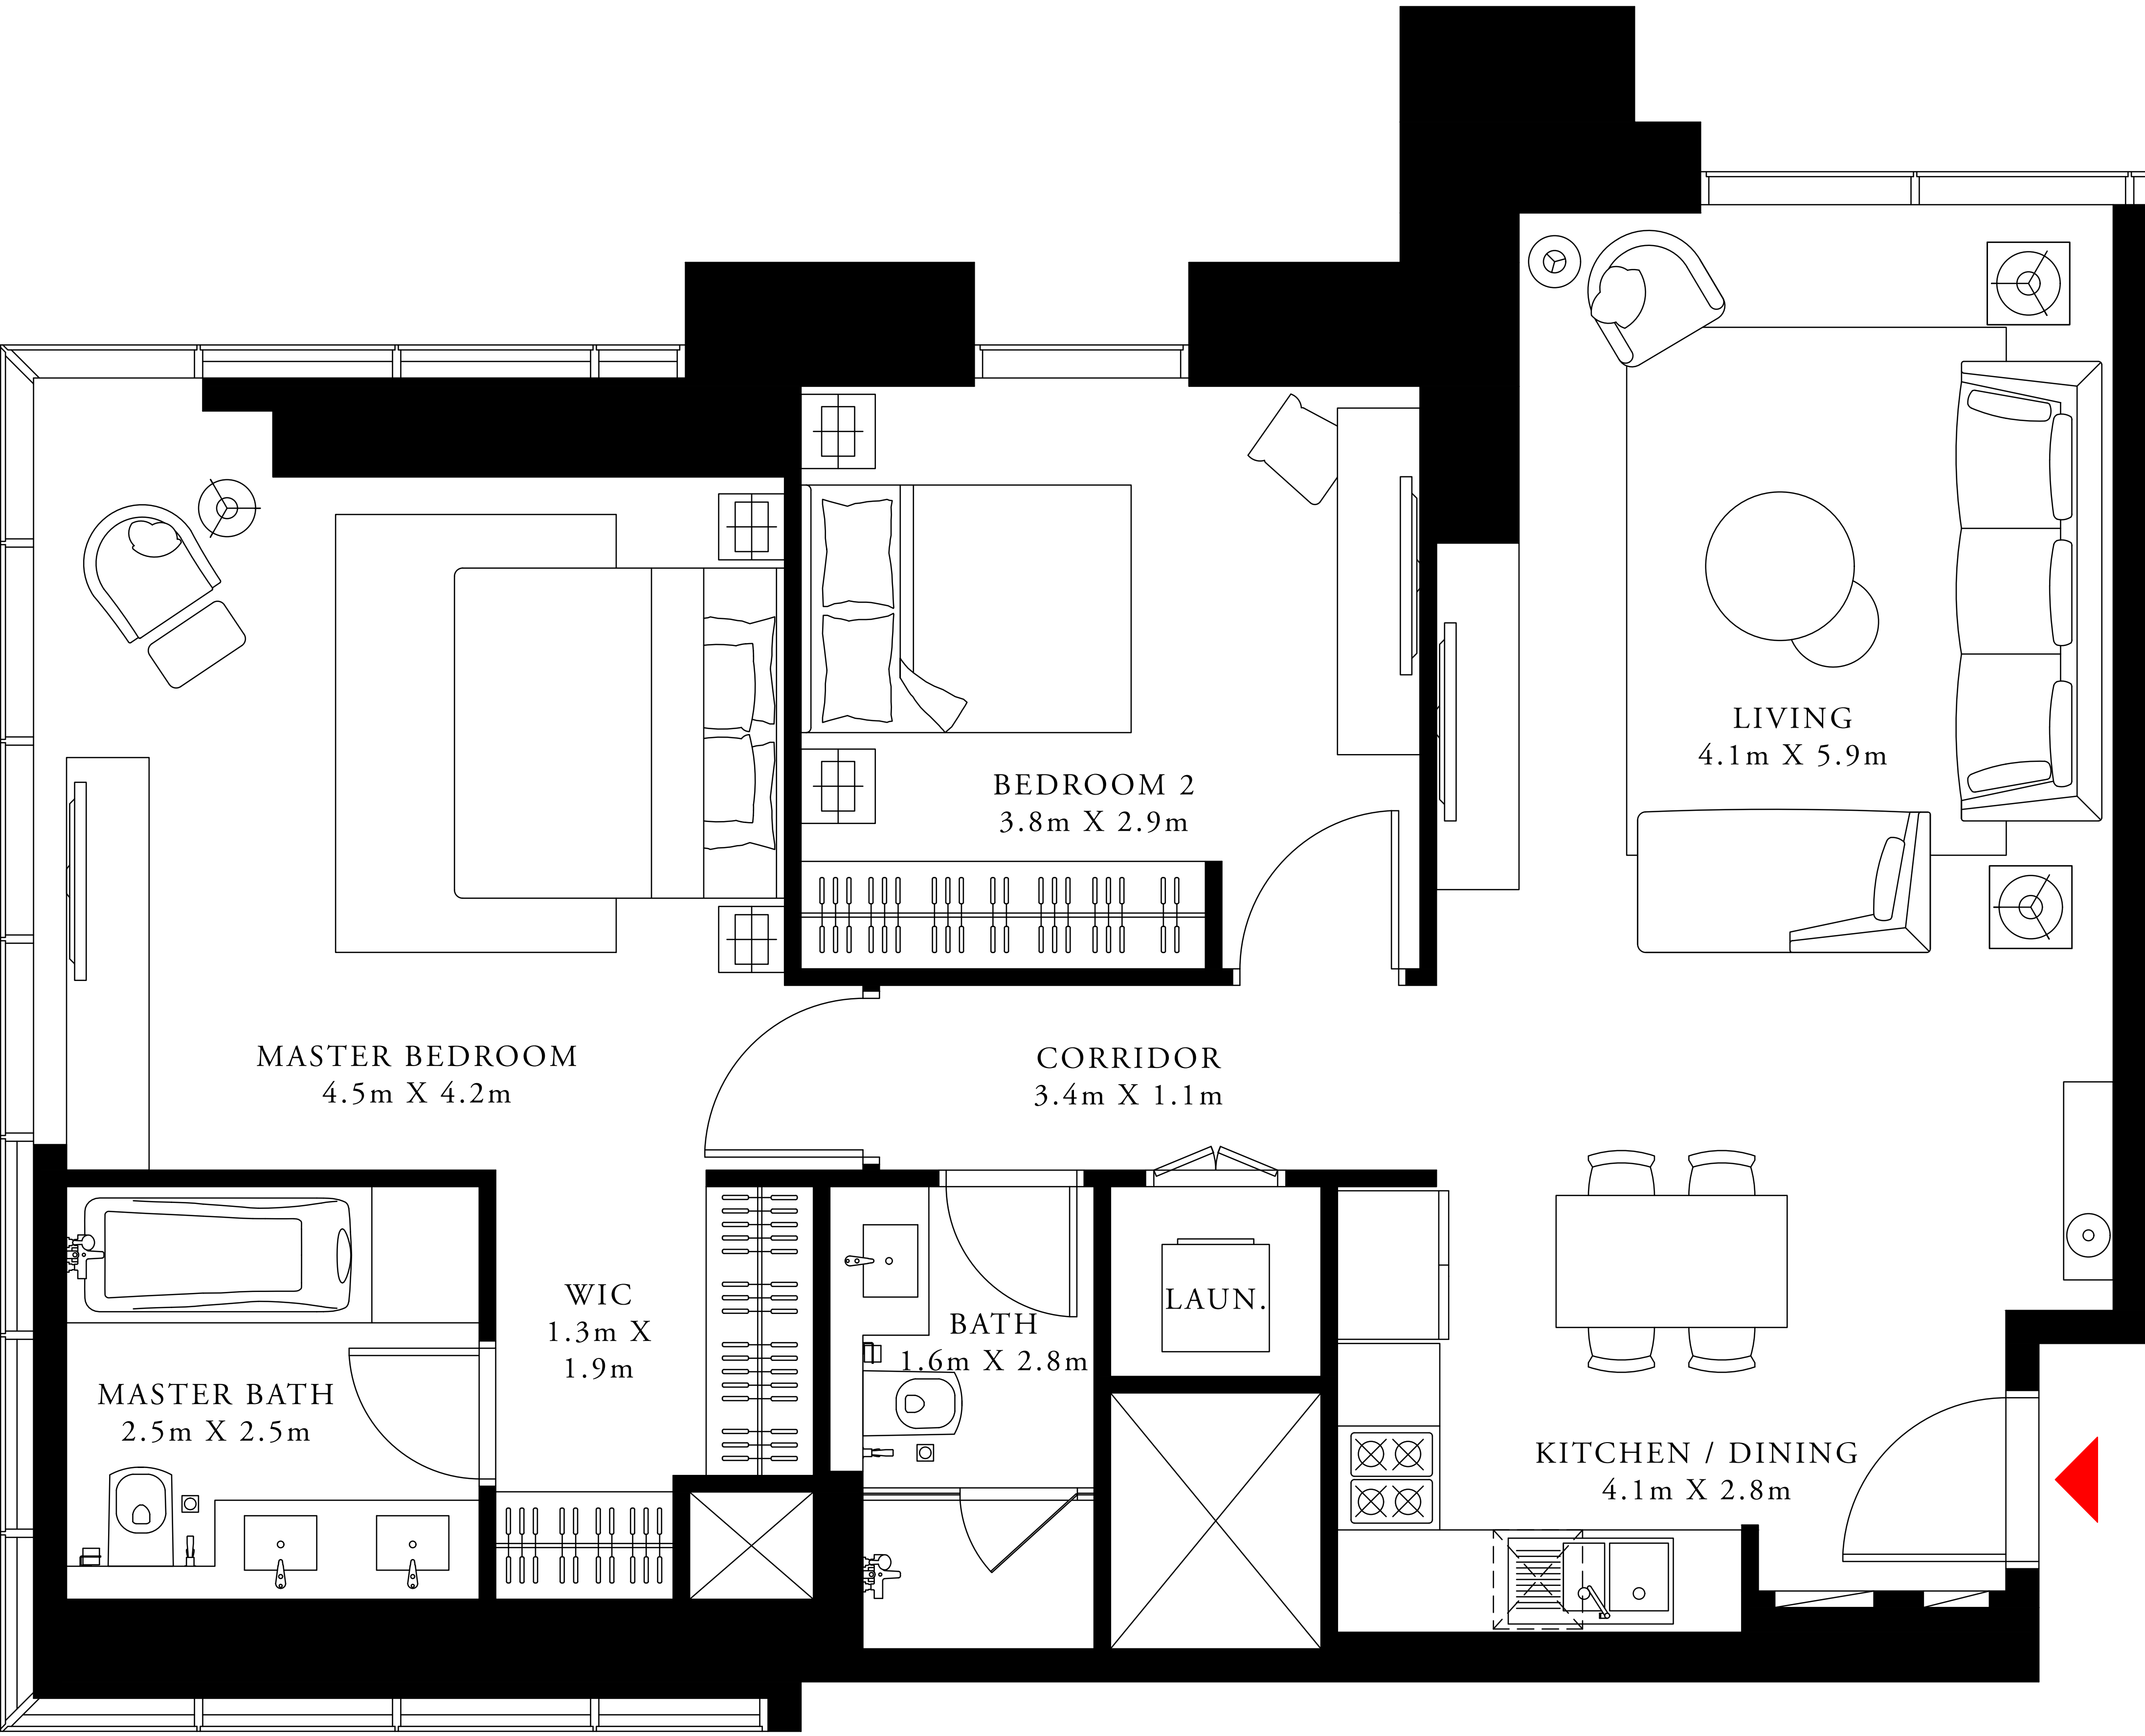 LIVING
4.1m X 5.9m
BEDROOM 2
3.8m X 2.9m
MASTER BEDROOM
4.5m X 4.2m
CORRIDOR
3.4m X 1.1m
WIC
1.3m X
1.9m
LAUN.
BATH
1.6m X 2.8m
MASTER BATH
2.5m X 2.5m
KITCHEN / DINING
4.1m X 2.8m